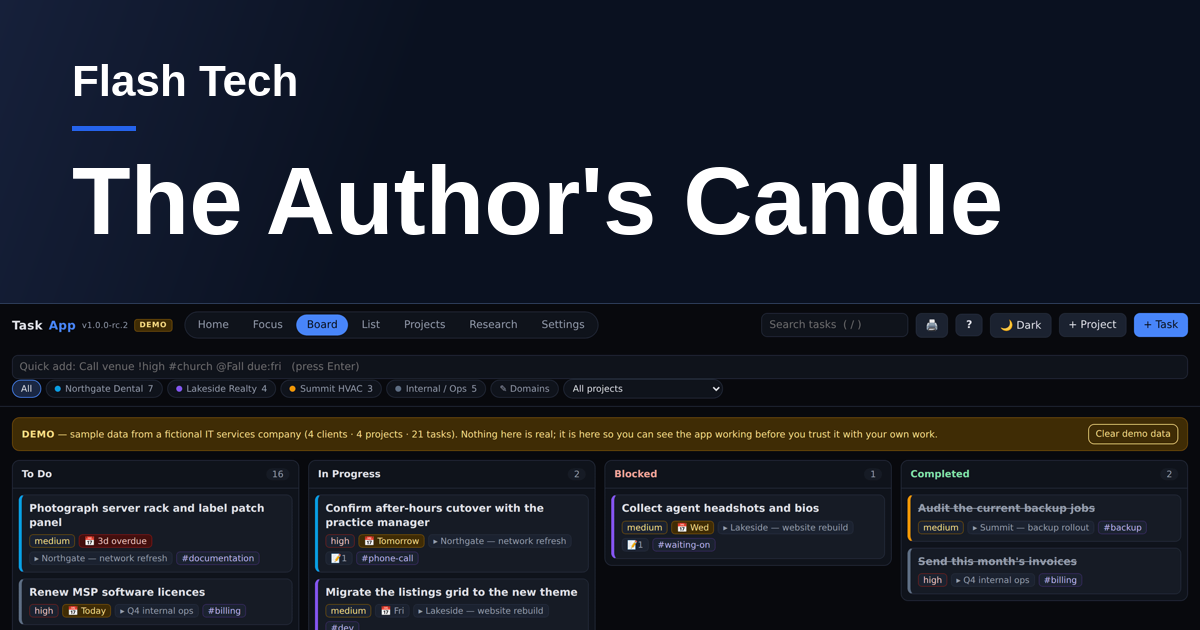 Flash Tech
The Author's Candle
Task App v1.0.0-rc.2 DEMO
Home Focus Board List Projects Research Settings
Search tasks ( / )
?
🌙 Dark
+ Project
+ Task
Quick add: Call venue !high #church @Fall due:fri (press Enter)
All
Northgate Dental 7
Lakeside Realty 4
Summit HVAC 3
Internal / Ops 5
✎ Domains
All projects
DEMO — sample data from a fictional IT services company (4 clients · 4 projects · 21 tasks). Nothing here is real; it is here so you can see the app working before you trust it with your own work.
Clear demo data
To Do 16
Photograph server rack and label patch
panel
medium 📅 3d overdue
▸ Northgate — network refresh #documentation
Renew MSP software licences
high 📅 Today ▸ Q4 internal ops #billing
In Progress 2
Confirm after-hours cutover with the
practice manager
high 📅 Tomorrow ▸ Northgate — network refresh
📝1 #phone-call
Migrate the listings grid to the new theme
medium 📅 Fri ▸ Lakeside — website rebuild
#dev
Blocked 1
Collect agent headshots and bios
medium 📅 Wed ▸ Lakeside — website rebuild
📝1 #waiting-on
Completed 2
Audit the current backup jobs
medium ▸ Summit — backup rollout #backup
Send this month's invoices
high ▸ Q4 internal ops #billing